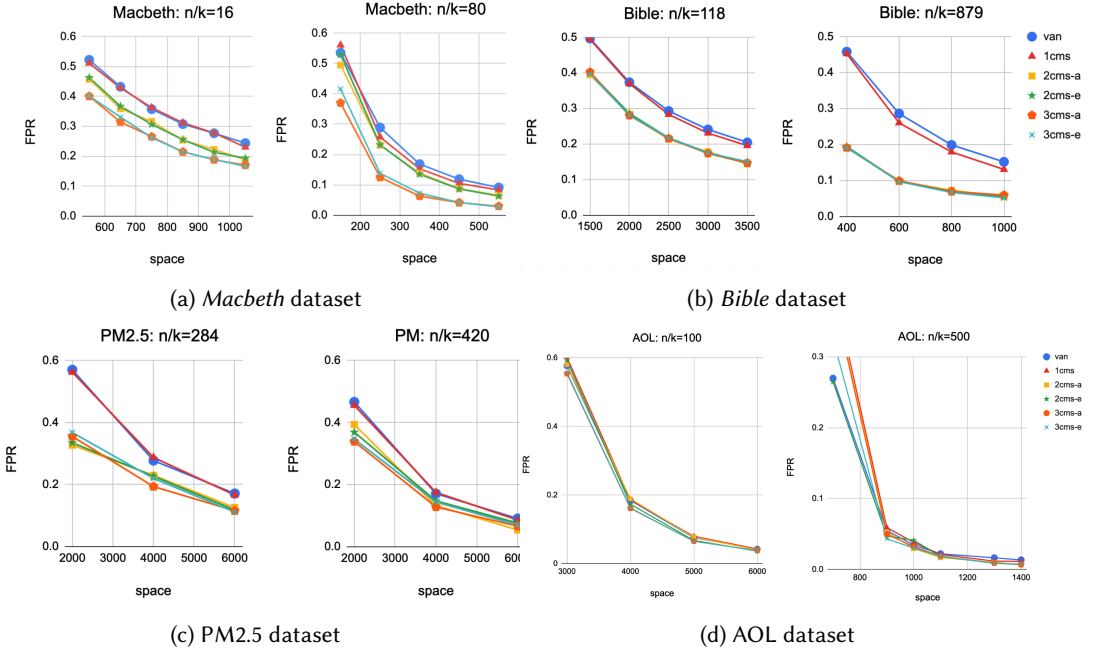 Macbeth: n/k=16
FPR
0.6
0.5
0.4
0.3
0.2
0.1
0.0
600 700 800 900 1000
space
Macbeth: n/k=80
FPR
0.6
0.5
0.4
0.3
0.2
0.1
0.0
200 300 400 500
space
(a) Macbeth dataset
Bible: n/k=118
FPR
0.5
0.4
0.3
0.2
0.1
0.0
1500 2000 2500 3000 3500
space
Bible: n/k=879
FPR
0.5
0.4
0.3
0.2
0.1
0.0
400 600 800 1000
space
van
1cms
2cms-a
2cms-e
3cms-a
3cms-e
(b) Bible dataset
PM2.5: n/k=284
FPR
0.6
0.4
0.2
0.0
2000 3000 4000 5000 6000
space
PM: n/k=420
FPR
0.6
0.4
0.2
0.0
2000 3000 4000 5000 6000
space
(c) PM2.5 dataset
AOL: n/k=100
FPR
0.6
0.4
0.2
0
3000 4000 5000 6000
space
AOL: n/k=500
FPR
0.3
0.2
0.1
0
800 1000 1200 1400
space
van
1cms
2cms-a
2cms-e
3cms-a
3cms-e
(d) AOL dataset